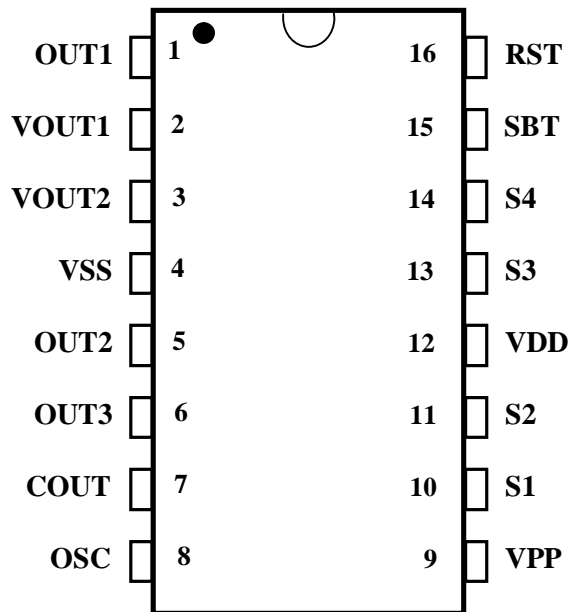 OUT1 1 16 RST
VOUT1 2 15 SBT
VOUT2 3 14 S4
VSS 4 13 S3
OUT2 5 12 VDD
OUT3 6 11 S2
COUT 7 10 S1
OSC 8 9 VPP